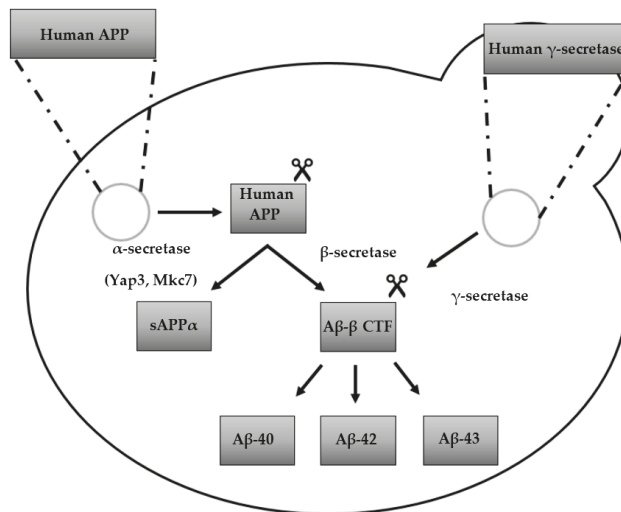 Human APP
Human γ-secretase
Human
APP
α-secretase
β-secretase
(Yap3, Mkc7)
γ-secretase
sAPPα
Aβ-β CTF
Aβ-40
Aβ-42
Aβ-43